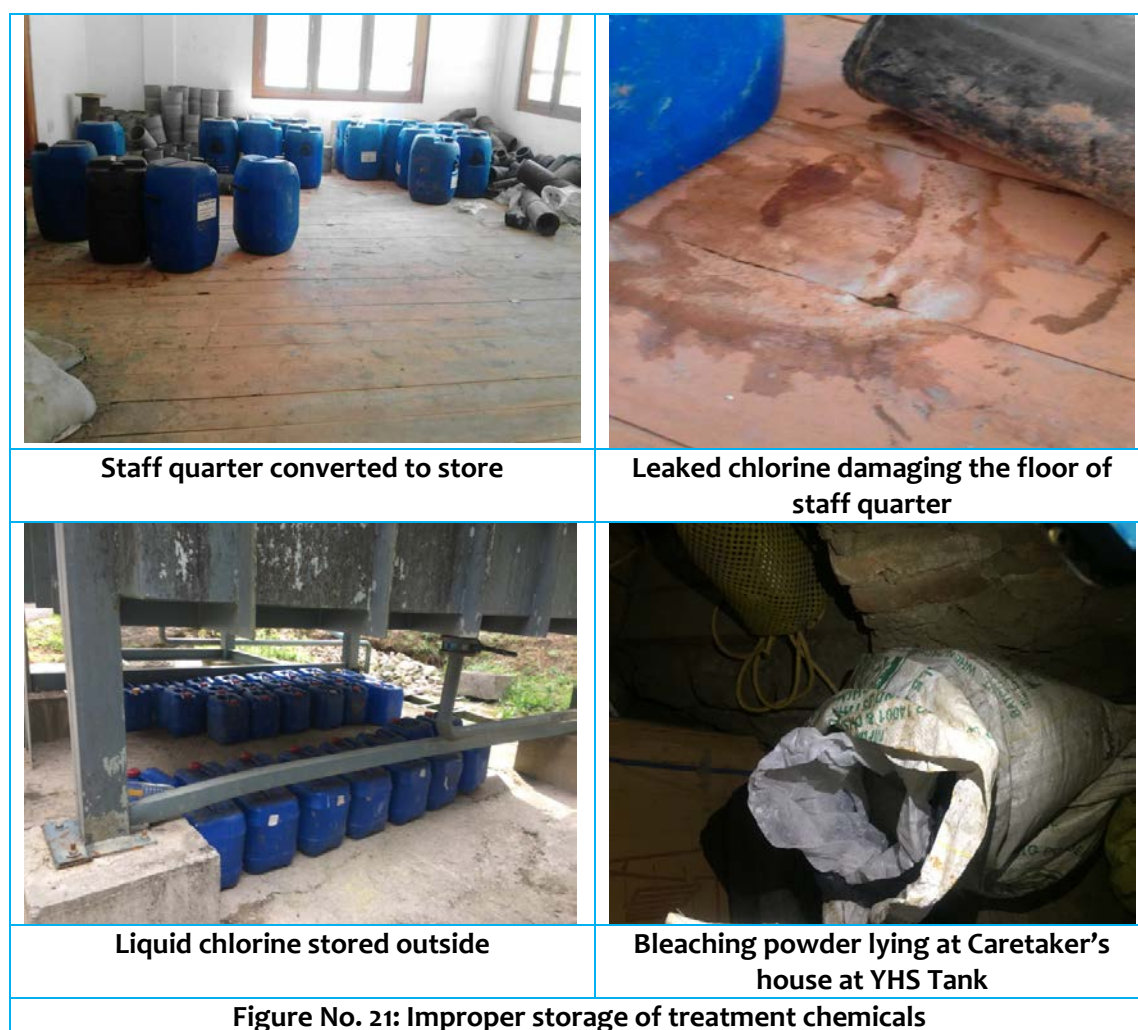 Staff quarter converted to store
Leaked chlorine damaging the floor of
staff quarter
Liquid chlorine stored outside
Bleaching powder lying at Caretaker’s
house at YHS Tank
Figure No. 21: Improper storage of treatment chemicals